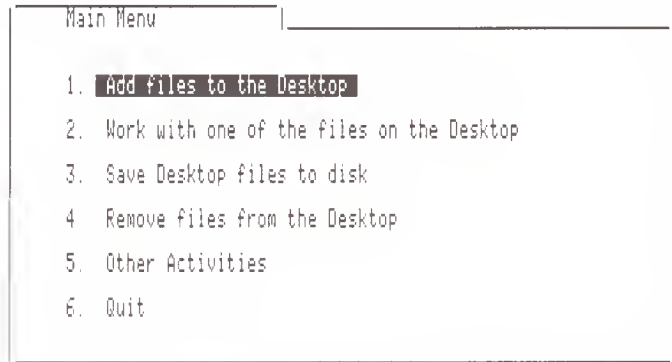 Main Menu
1. Add files to the Desktop
2. Work with one of the files on the Desktop
3. Save Desktop files to disk
4 Remove files from the Desktop
5. Other Activities
6. Quit